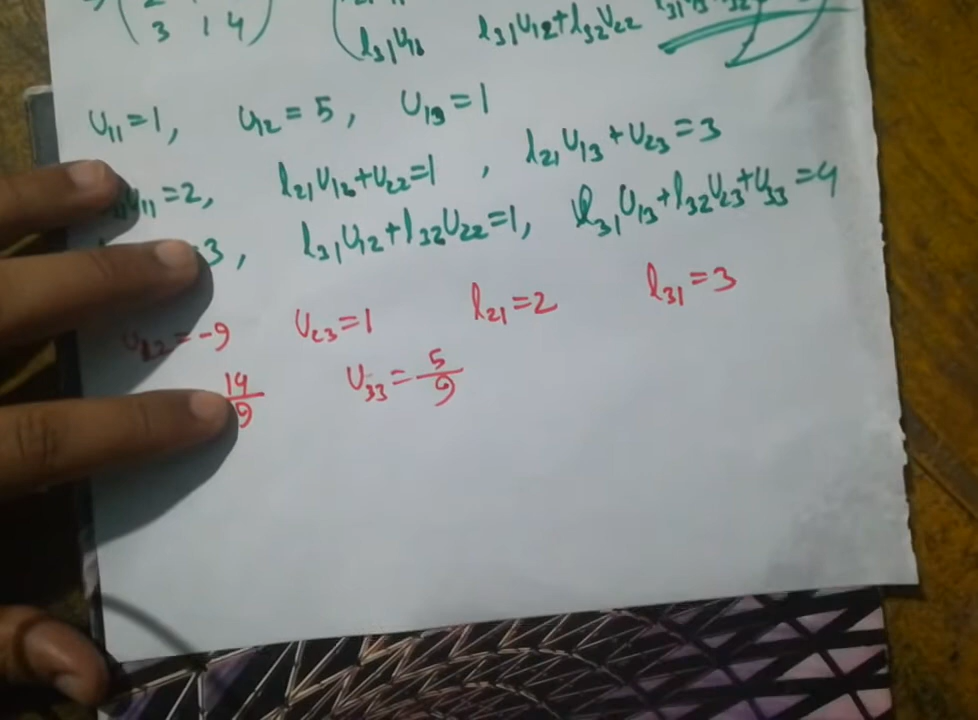 3 1 4 l₃₁u₁₁ l₃₁u₁₂+l₃₂u₂₂
u₁₁=1, u₁₂=5, u₁₃=1
u₁₁=2, l₂₁u₁₂+u₂₂=1, l₂₁u₁₃+u₂₃=3
3, l₃₁u₁₂+l₃₂u₂₂=1, l₃₁u₁₃+l₃₂u₂₃+u₃₃=4
u₂₂=-9 u₂₃=1 l₂₁=2 l₃₁=3
14/9 u₃₃=5/9